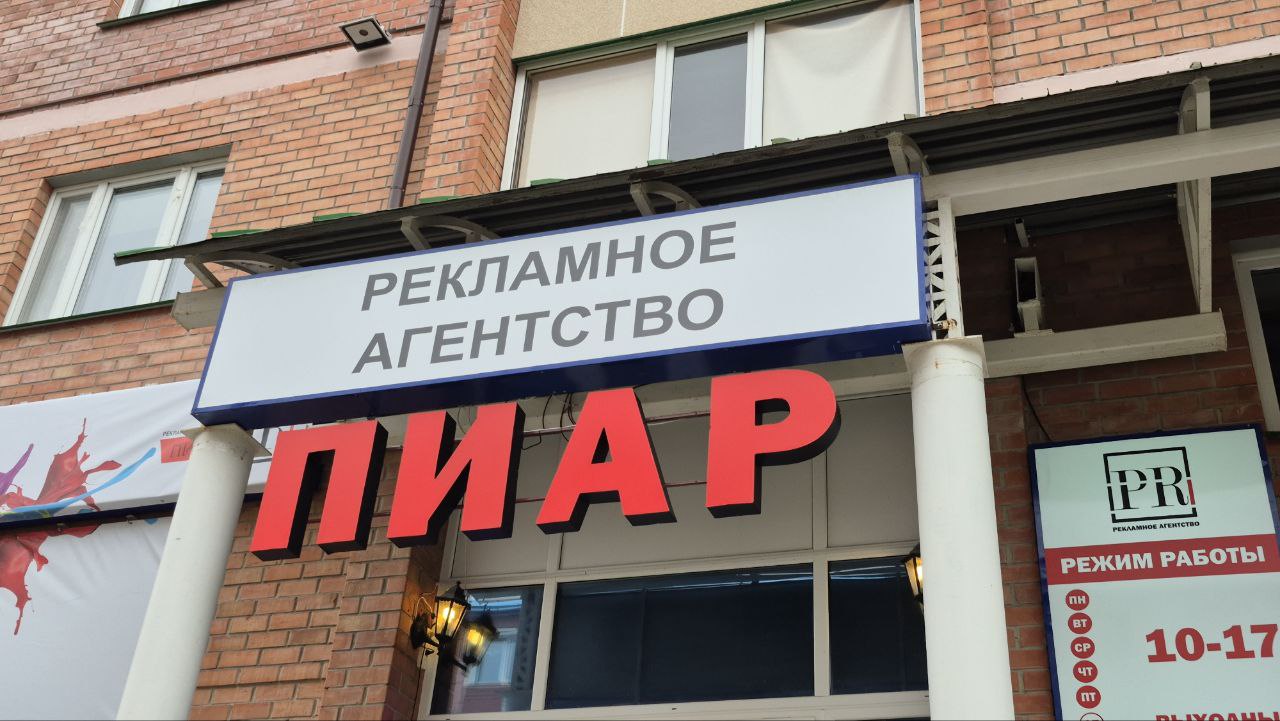 РЕКЛАМНОЕ
АГЕНТСТВО
ПИАР
PR
РЕКЛАМНОЕ АГЕНТСТВО
РЕЖИМ РАБОТЫ
ПН
ВТ
СР
ЧТ
ПТ
10-17